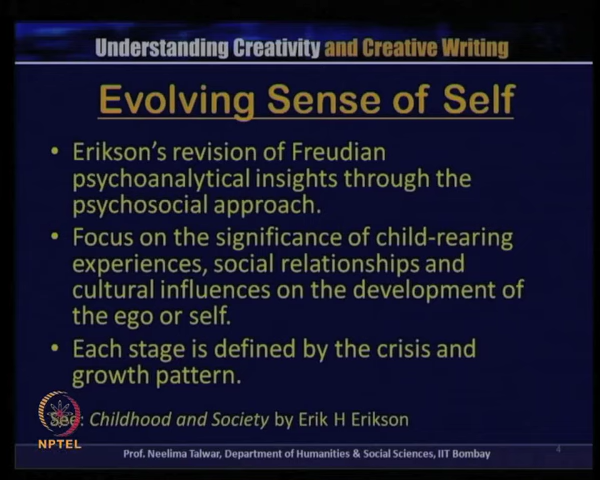 Understanding Creativity and Creative Writing
Evolving Sense of Self
• Erikson's revision of Freudian
psychoanalytical insights through the
psychosocial approach.
• Focus on the significance of child-rearing
experiences, social relationships and
cultural influences on the development of
the ego or self.
• Each stage is defined by the crisis and
growth pattern.
See: Childhood and Society by Erik H Erikson
NPTEL
Prof. Neelima Talwar, Department of Humanities & Social Sciences, IIT Bombay
4